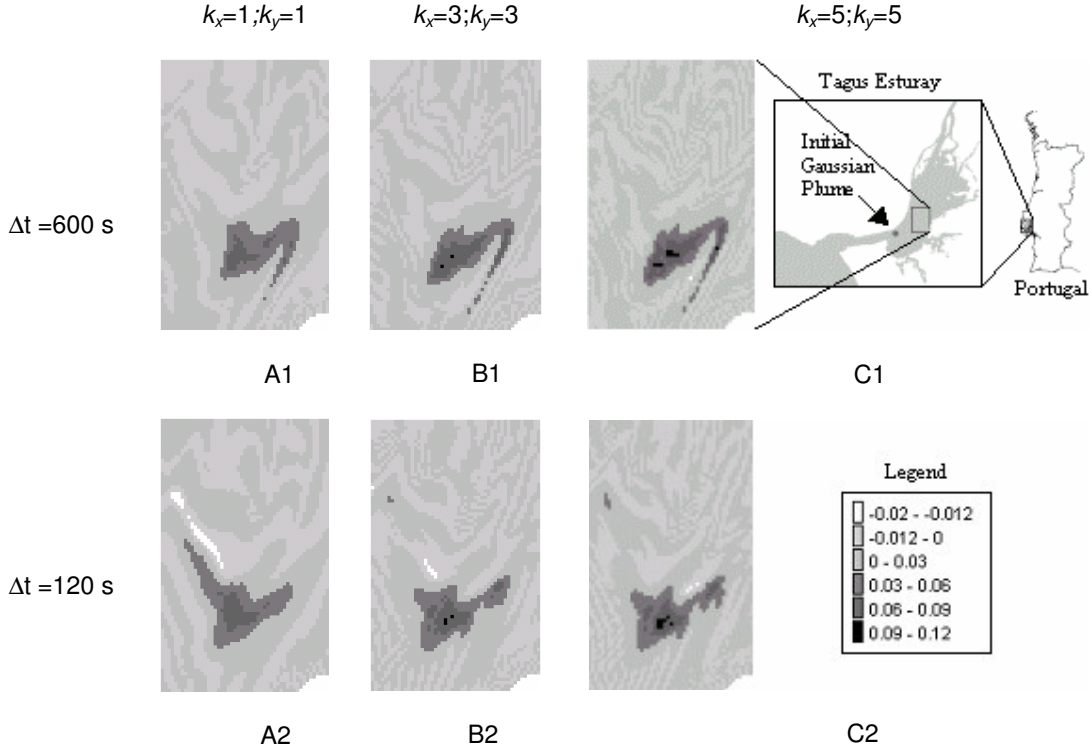 kx=1;ky=1
kx=3;ky=3
kx=5;ky=5
Tagus Esturay
Initial
Gaussian
Plume
Portugal
Δt =600 s
A1
B1
C1
Δt =120 s
Legend
-0.02 - -0.012
-0.012 - 0
0 - 0.03
0.03 - 0.06
0.06 - 0.09
0.09 - 0.12
A2
B2
C2